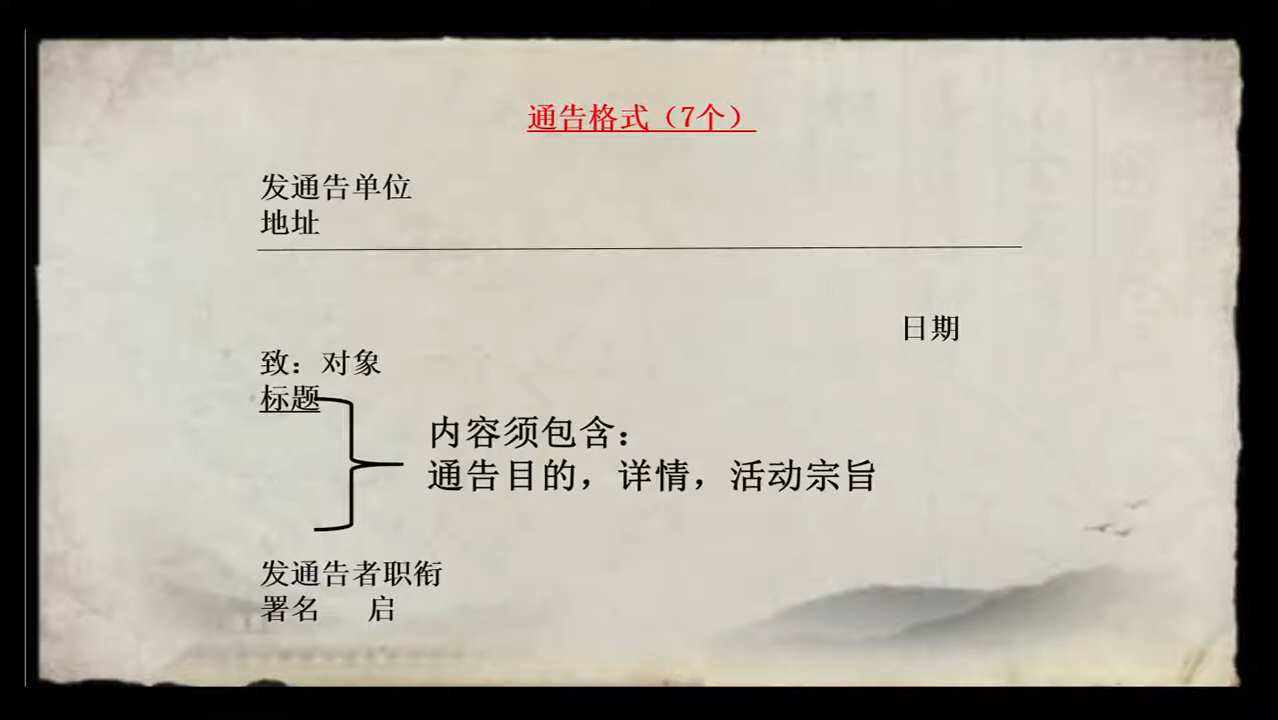 通告格式（7个）
发通告单位
地址
日期
致：对象
标题
内容须包含：
通告目的，详情，活动宗旨
发通告者职衔
署名 启